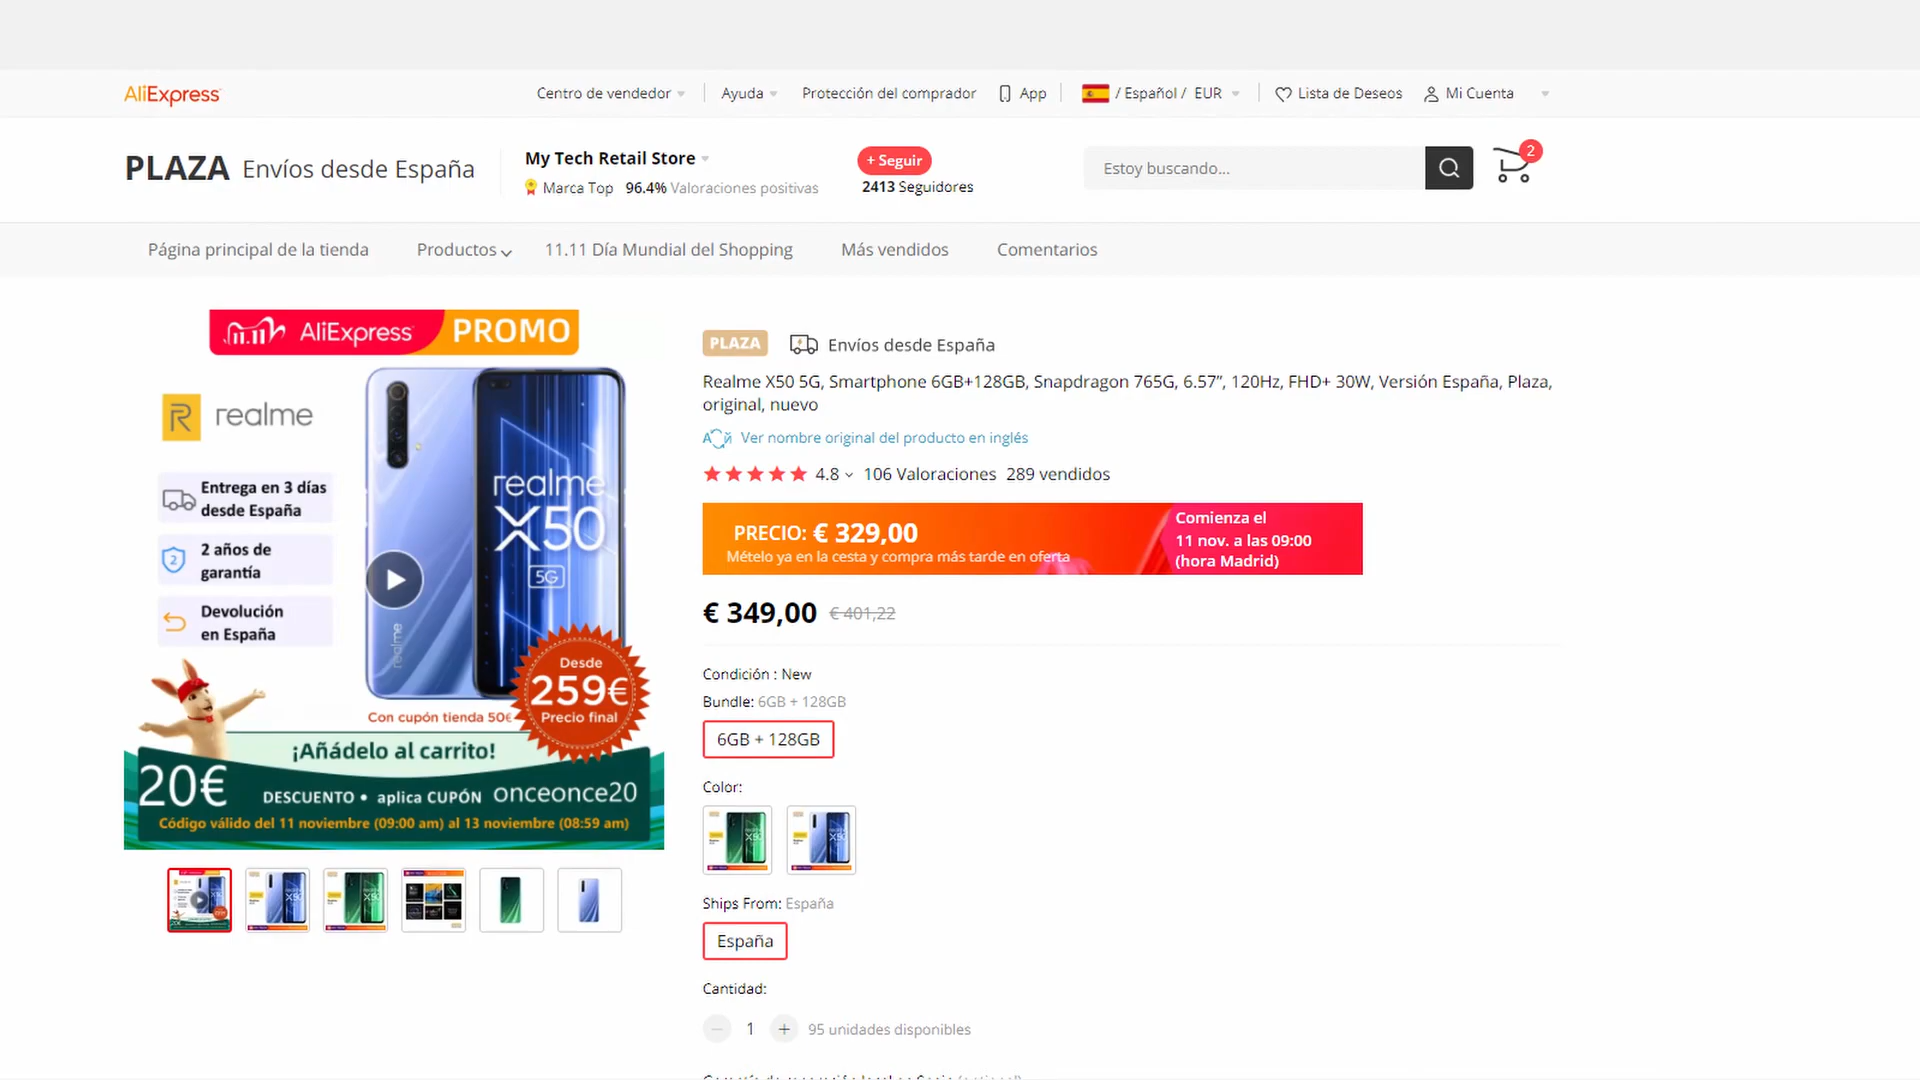 AliExpress
Centro de vendedor
Ayuda
Protección del comprador
App
/ Español / EUR
Lista de Deseos
Mi Cuenta
PLAZA Envíos desde España
My Tech Retail Store
Marca Top 96.4% Valoraciones positivas
+ Seguir
2413 Seguidores
Estoy buscando...
2
Página principal de la tienda
Productos
11.11 Día Mundial del Shopping
Más vendidos
Comentarios
11.11 AliExpress PROMO
realme
Entrega en 3 días
desde España
2
2 años de
garantía
Devolución
en España
realme
X50
5G
realme
Desde
259€
Precio final
Con cupón tienda 50€
¡Añádelo al carrito!
20€ DESCUENTO • aplica CUPÓN onceonce20
Código válido del 11 noviembre (09:00 am) al 13 noviembre (08:59 am)
PLAZA Envíos desde España
Realme X50 5G, Smartphone 6GB+128GB, Snapdragon 765G, 6.57”, 120Hz, FHD+ 30W, Versión España, Plaza,
original, nuevo
Ver nombre original del producto en inglés
4.8 106 Valoraciones 289 vendidos
PRECIO: € 329,00
Mételo ya en la cesta y compra más tarde en oferta
Comienza el
11 nov. a las 09:00
(hora Madrid)
€ 349,00 € 401,22
Condición : New
Bundle: 6GB + 128GB
6GB + 128GB
Color:
Ships From: España
España
Cantidad:
1
95 unidades disponibles